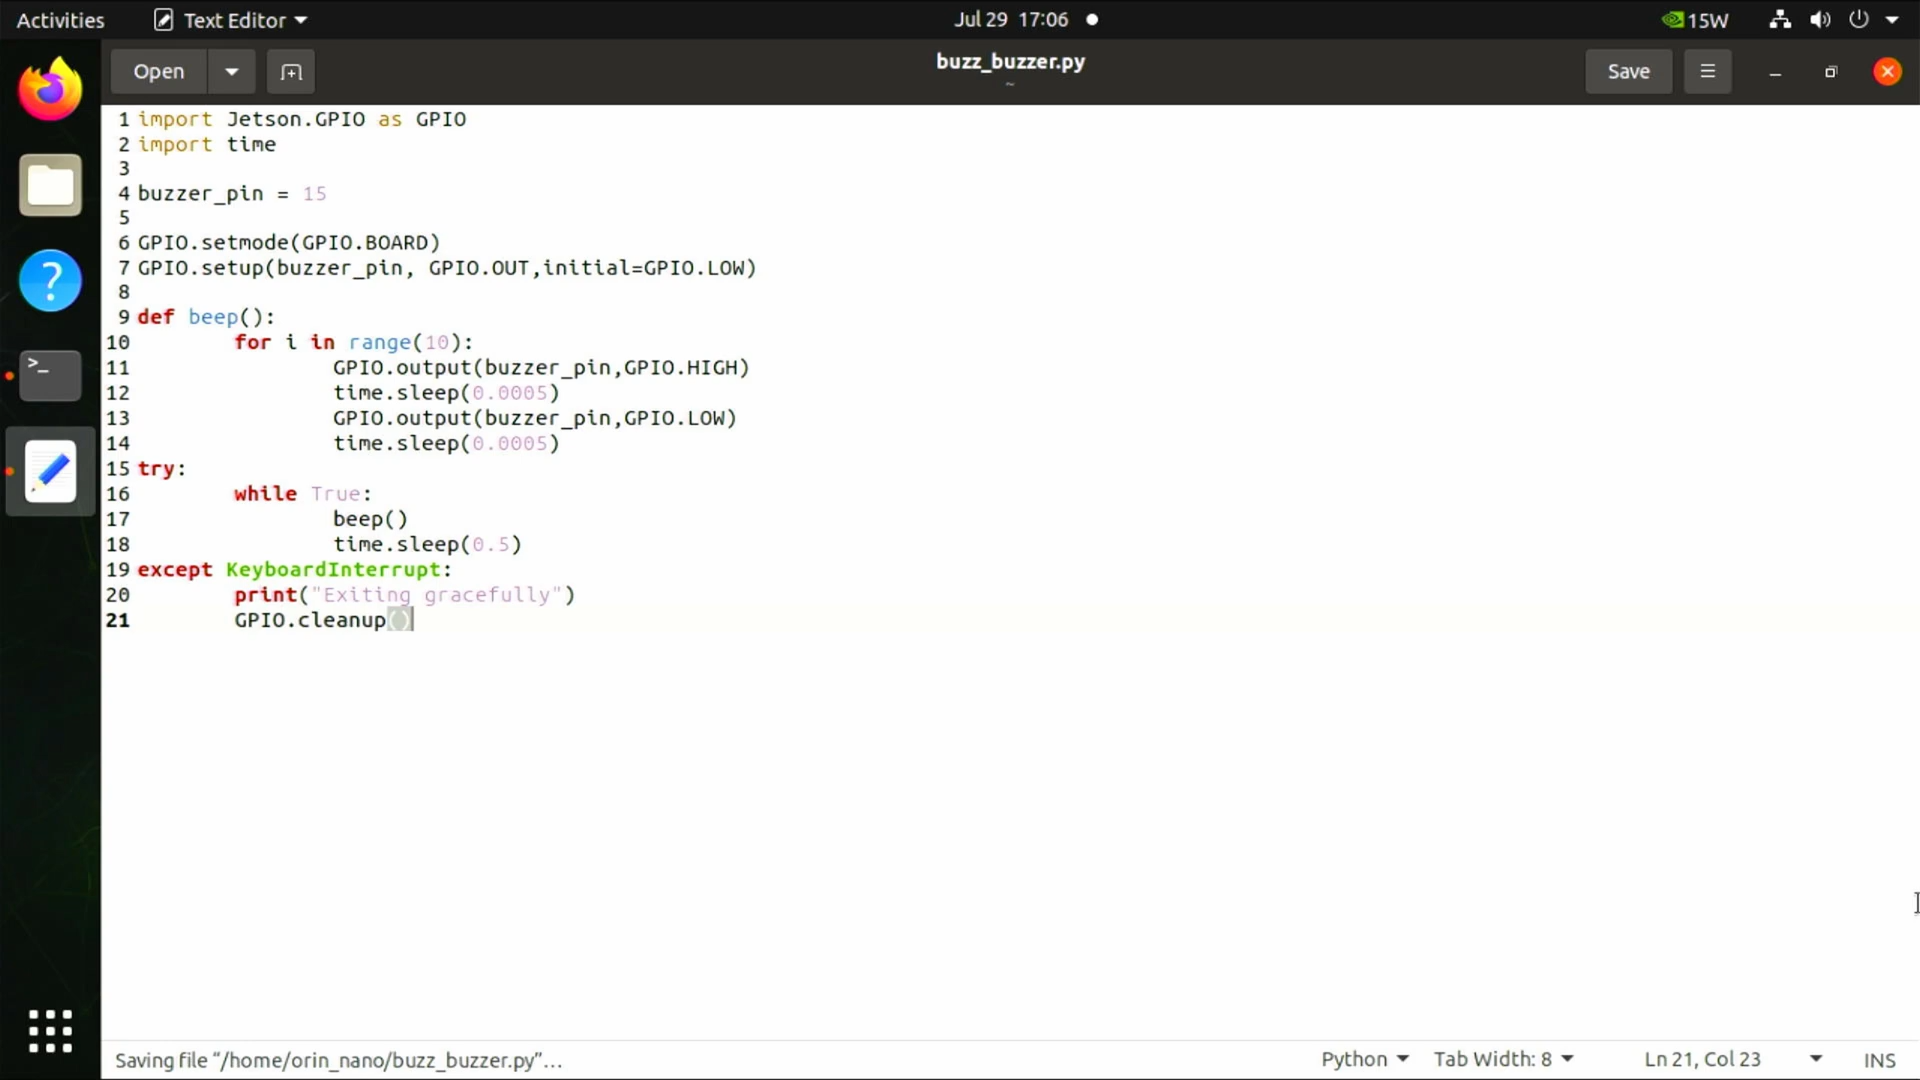 Activities Text Editor Jul 29 17:06 15W
Open buzz_buzzer.py Save
~
1 import Jetson.GPIO as GPIO
2 import time
3
4 buzzer_pin = 15
5
6 GPIO.setmode(GPIO.BOARD)
7 GPIO.setup(buzzer_pin, GPIO.OUT,initial=GPIO.LOW)
8
9 def beep():
10 for i in range(10):
11 GPIO.output(buzzer_pin,GPIO.HIGH)
12 time.sleep(0.0005)
13 GPIO.output(buzzer_pin,GPIO.LOW)
14 time.sleep(0.0005)
15 try:
16 while True:
17 beep()
18 time.sleep(0.5)
19 except KeyboardInterrupt:
20 print("Exiting gracefully")
21 GPIO.cleanup()
Saving file “/home/orin_nano/buzz_buzzer.py”… Python Tab Width: 8 Ln 21, Col 23 INS